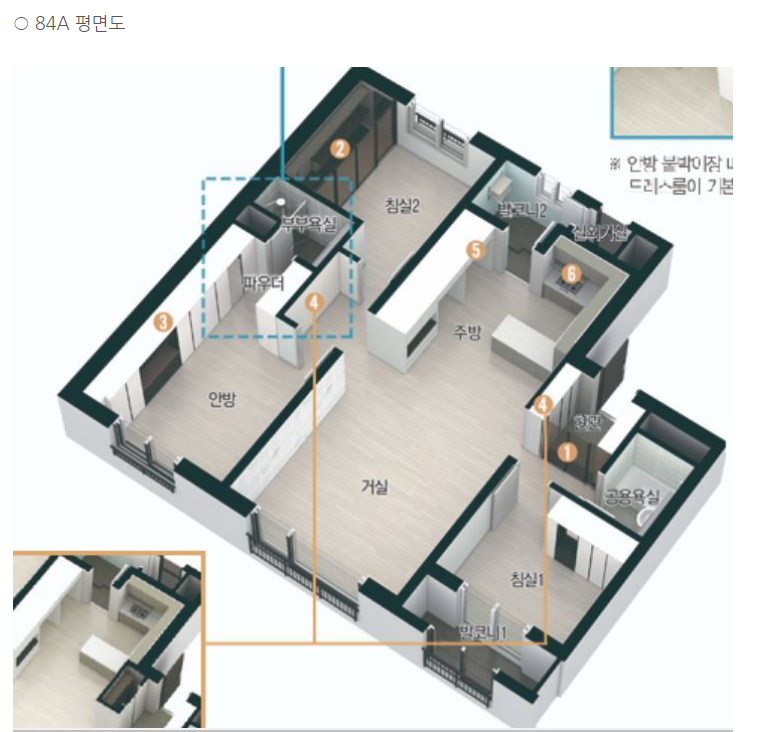 ○ 84A 평면도
※ 안방 붙박이장
드레스룸이 기본
2
침실2
발코니2
실외기실
부부욕실
5
6
파우더
4
3
주방
안방
4
현관
1
거실
공용욕실
침실1
발코니1